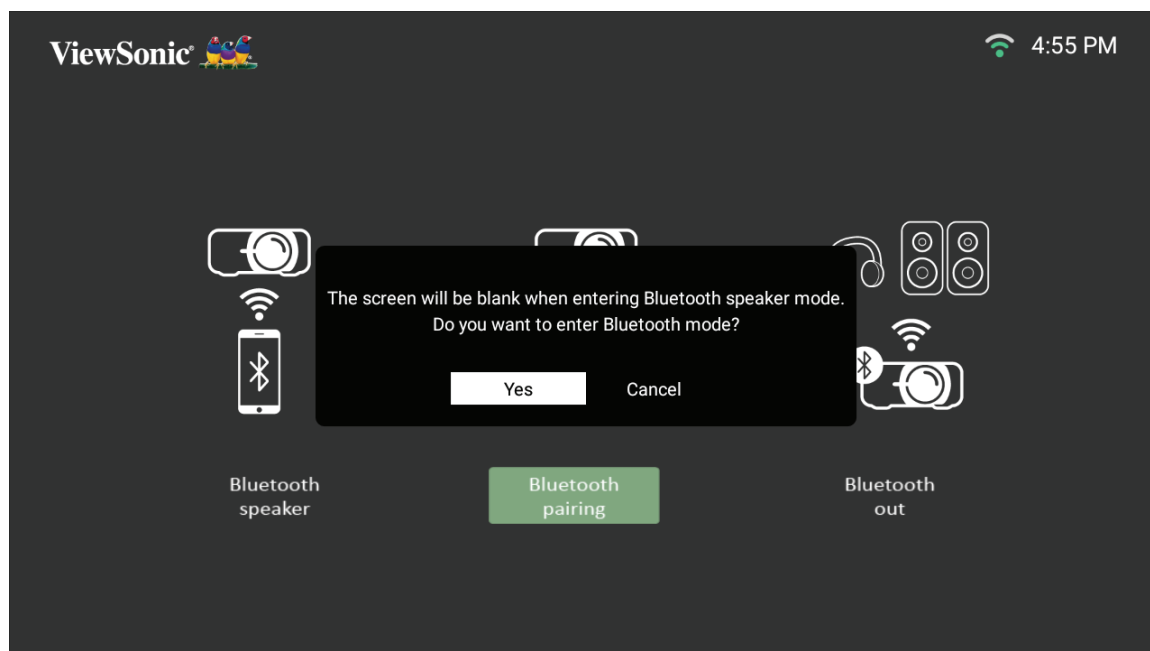 ViewSonic®
4:55 PM
The screen will be blank when entering Bluetooth speaker mode.
Do you want to enter Bluetooth mode?
Yes
Cancel
Bluetooth
speaker
Bluetooth
pairing
Bluetooth
out